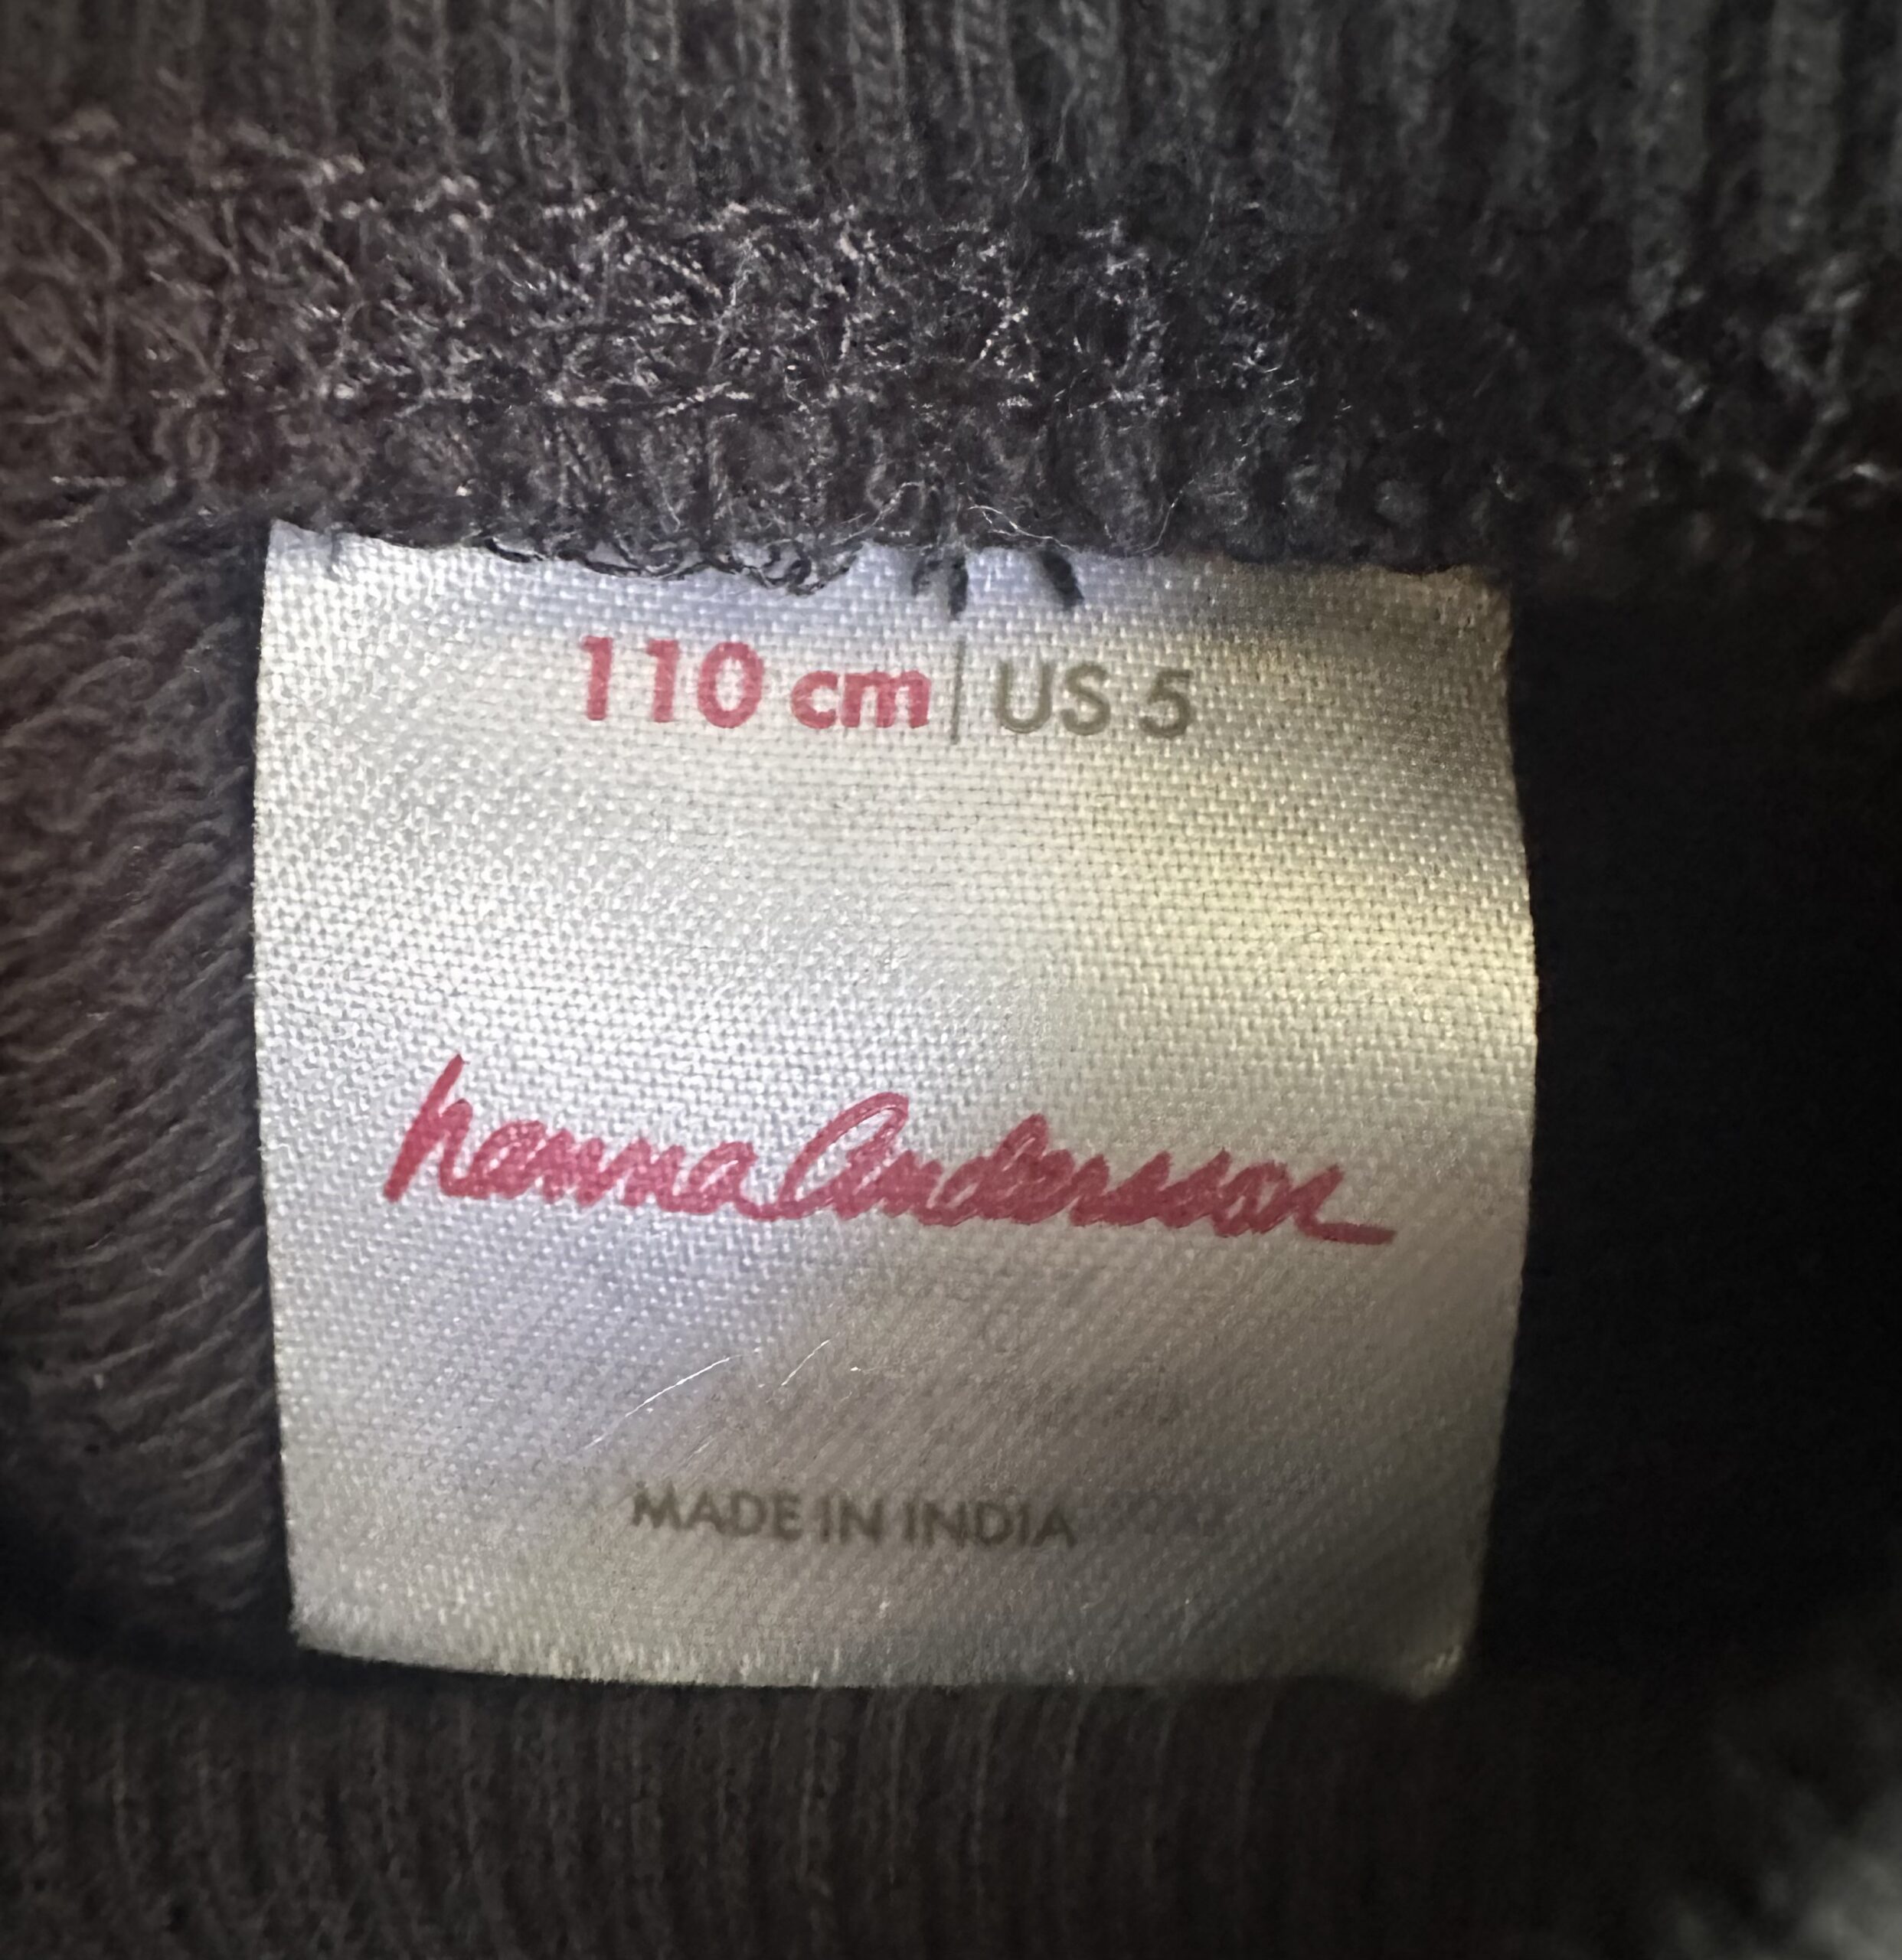 110 cm | US 5
hanna Andersson
MADE IN INDIA